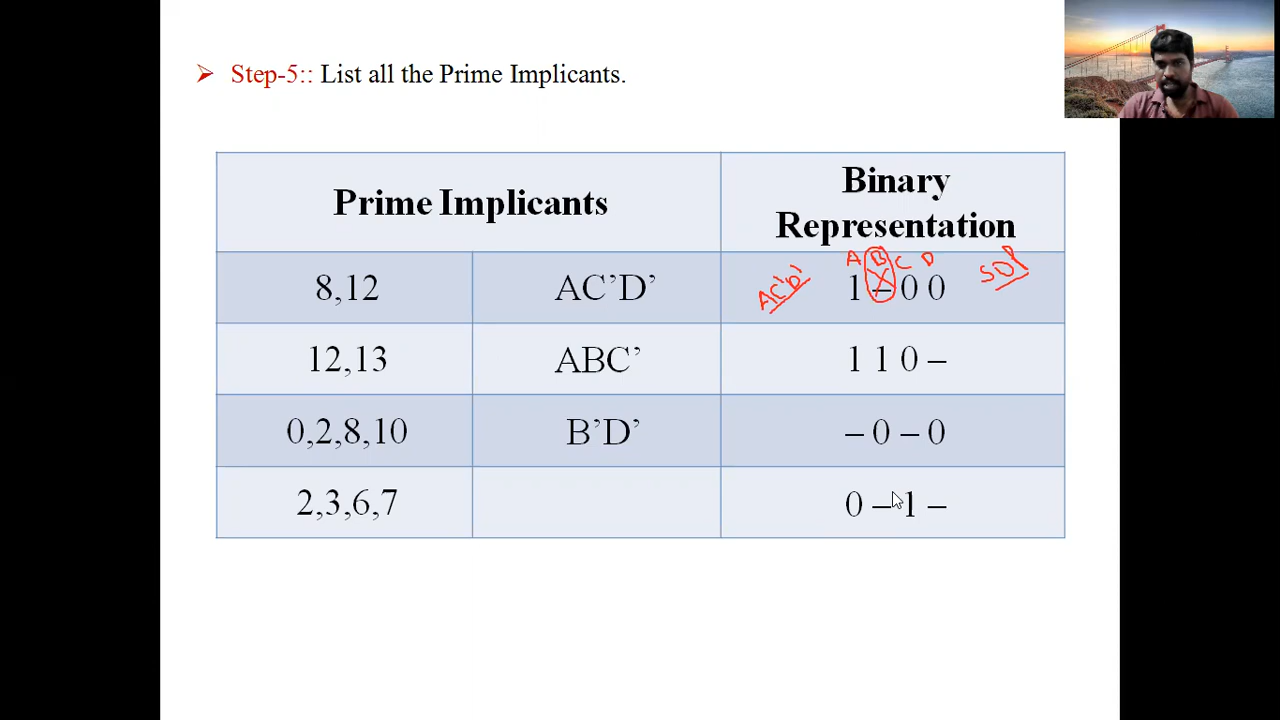 Step-5:: List all the Prime Implicants.
Prime Implicants
Binary
Representation
A B C D
8,12 AC’D’ AC'D' 1 – 0 0 SOP
12,13 ABC’ 1 1 0 –
0,2,8,10 B’D’ – 0 – 0
2,3,6,7 0 – 1 –